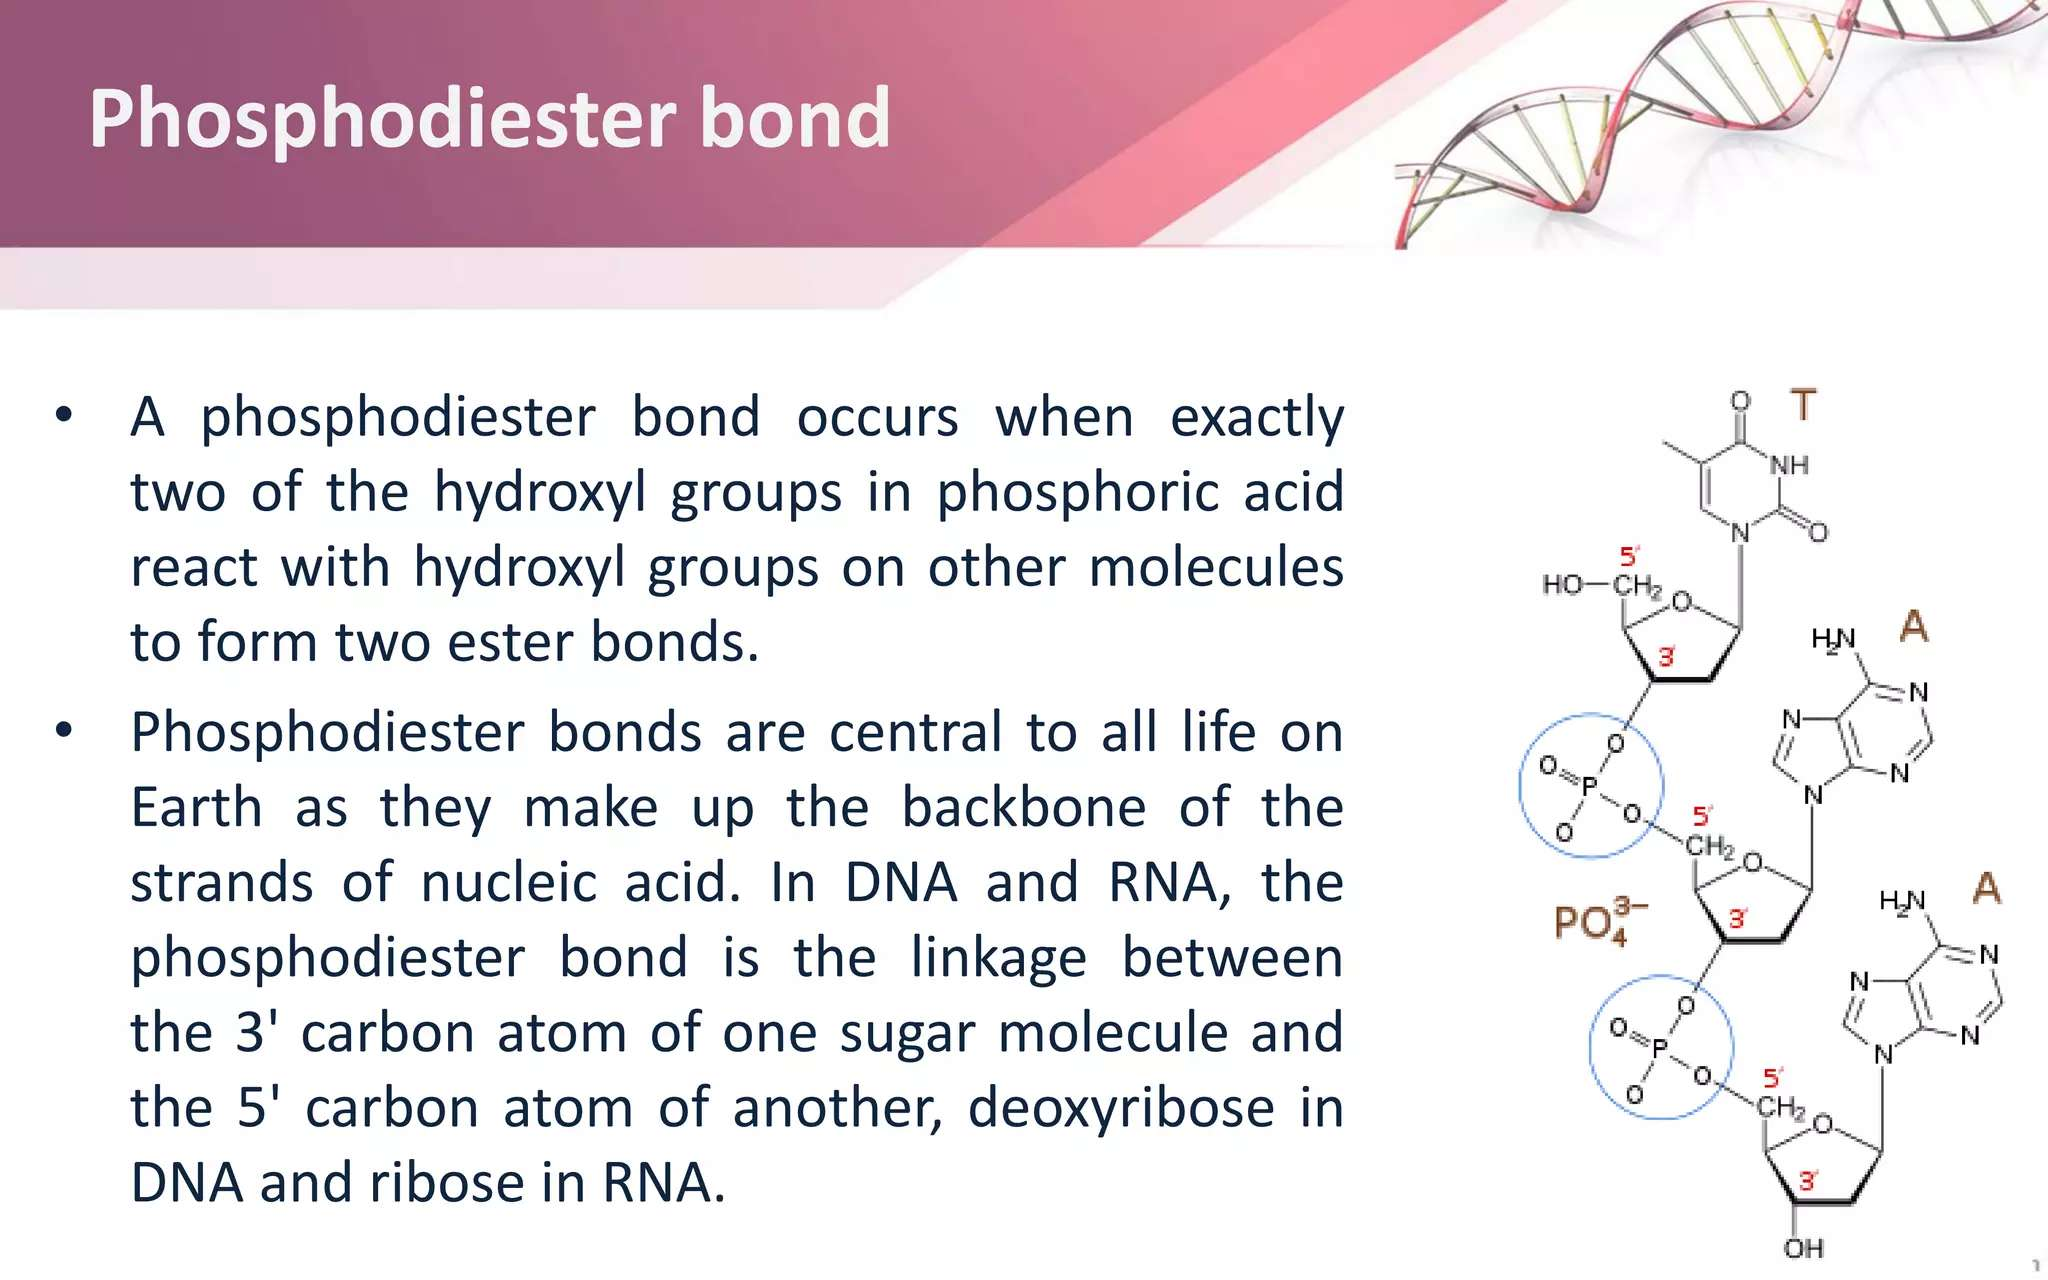 Phosphodiester bond
• A phosphodiester bond occurs when exactly
two of the hydroxyl groups in phosphoric acid
react with hydroxyl groups on other molecules
to form two ester bonds.
• Phosphodiester bonds are central to all life on
Earth as they make up the backbone of the
strands of nucleic acid. In DNA and RNA, the
phosphodiester bond is the linkage between
the 3' carbon atom of one sugar molecule and
the 5' carbon atom of another, deoxyribose in
DNA and ribose in RNA.
O T
NH
N O
5′
HO CH₂ O
3′
H₂N A
N
N
O
O P N
O 5′ N
O
CH₂ O
H₂N A
PO₄³⁻ 3′
N
N
O
O P N
O N
O 5′
CH₂ O
3′
OH
1